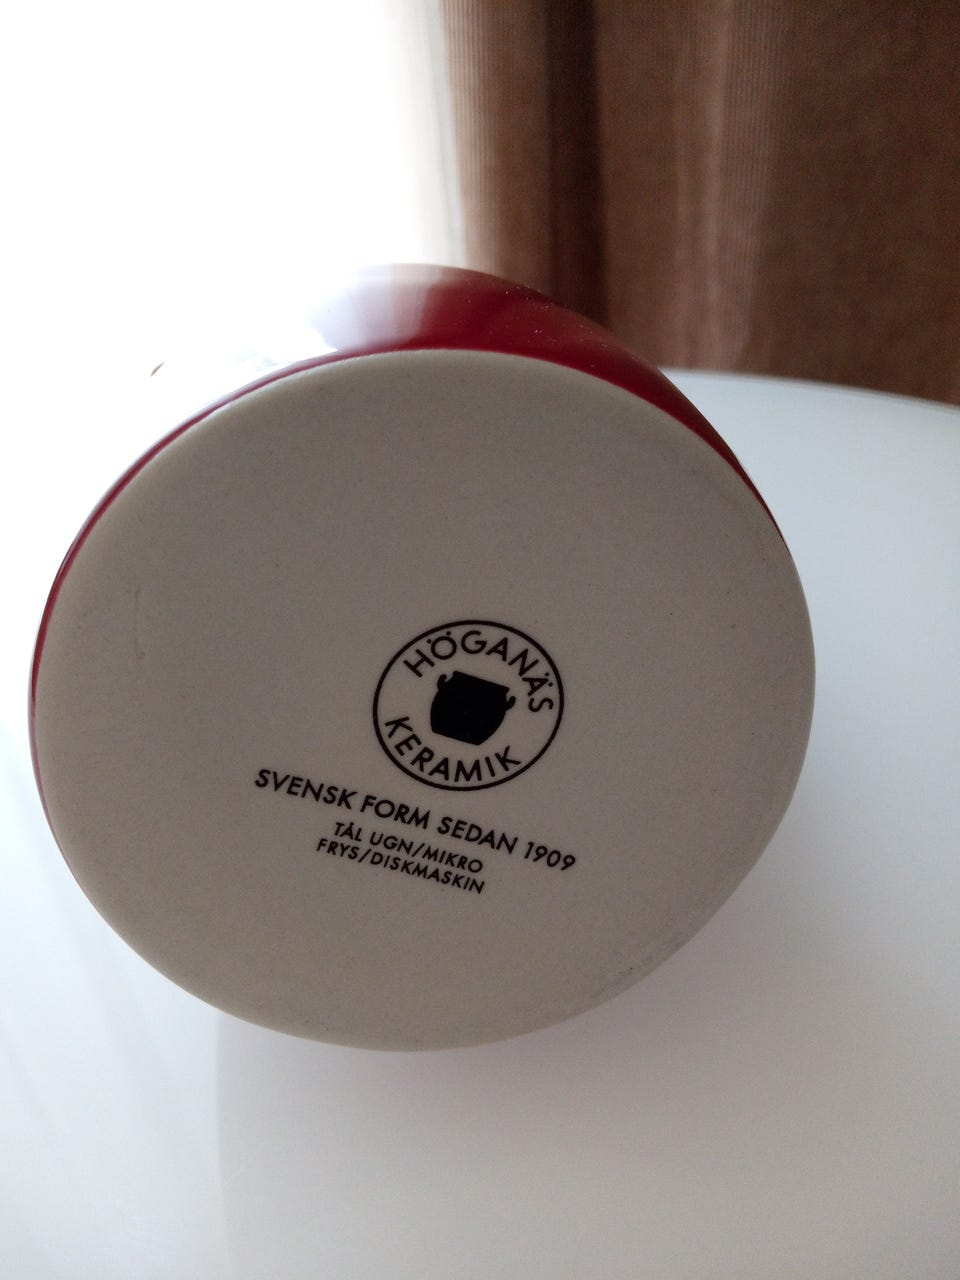 HÖGANÄS
KERAMIK
SVENSK FORM SEDAN 1909
TÅL UGN/MIKRO
FRYS/DISKMASKIN